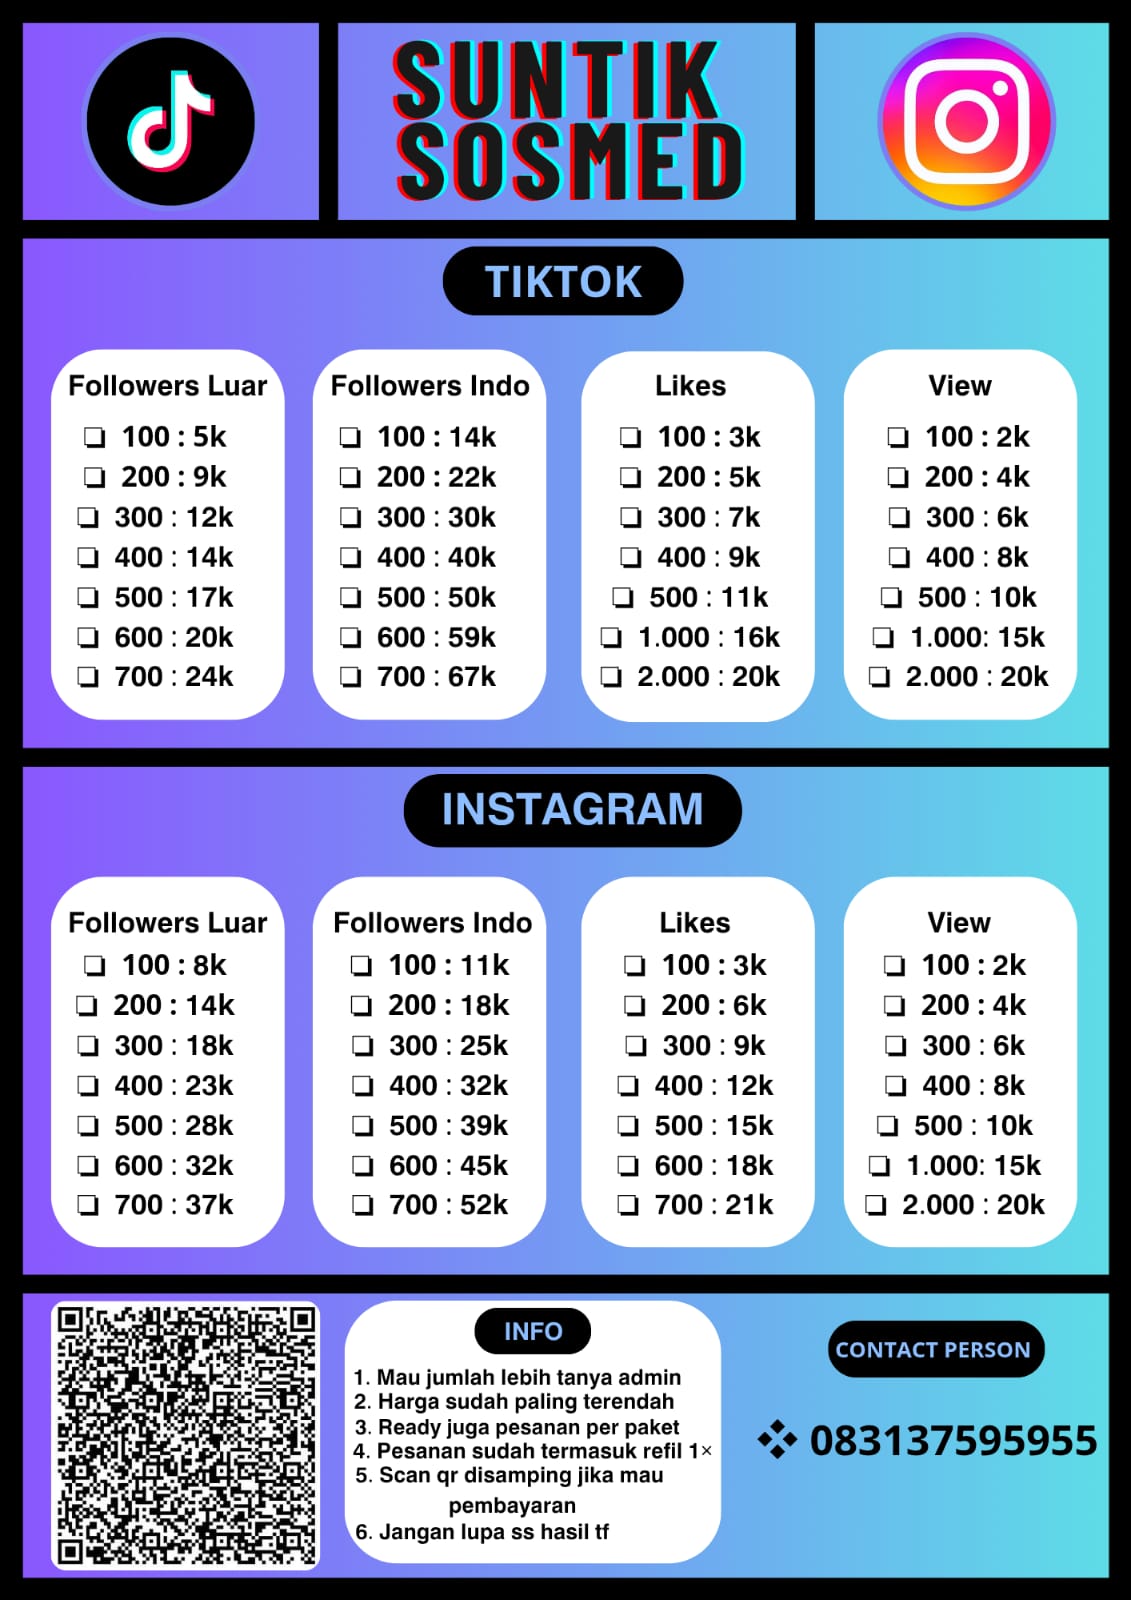 SUNTIK
SOSMED
TIKTOK
Followers Luar
❏ 100 : 5k
❏ 200 : 9k
❏ 300 : 12k
❏ 400 : 14k
❏ 500 : 17k
❏ 600 : 20k
❏ 700 : 24k
Followers Indo
❏ 100 : 14k
❏ 200 : 22k
❏ 300 : 30k
❏ 400 : 40k
❏ 500 : 50k
❏ 600 : 59k
❏ 700 : 67k
Likes
❏ 100 : 3k
❏ 200 : 5k
❏ 300 : 7k
❏ 400 : 9k
❏ 500 : 11k
❏ 1.000 : 16k
❏ 2.000 : 20k
View
❏ 100 : 2k
❏ 200 : 4k
❏ 300 : 6k
❏ 400 : 8k
❏ 500 : 10k
❏ 1.000: 15k
❏ 2.000 : 20k
INSTAGRAM
Followers Luar
❏ 100 : 8k
❏ 200 : 14k
❏ 300 : 18k
❏ 400 : 23k
❏ 500 : 28k
❏ 600 : 32k
❏ 700 : 37k
Followers Indo
❏ 100 : 11k
❏ 200 : 18k
❏ 300 : 25k
❏ 400 : 32k
❏ 500 : 39k
❏ 600 : 45k
❏ 700 : 52k
Likes
❏ 100 : 3k
❏ 200 : 6k
❏ 300 : 9k
❏ 400 : 12k
❏ 500 : 15k
❏ 600 : 18k
❏ 700 : 21k
View
❏ 100 : 2k
❏ 200 : 4k
❏ 300 : 6k
❏ 400 : 8k
❏ 500 : 10k
❏ 1.000: 15k
❏ 2.000 : 20k
INFO
1. Mau jumlah lebih tanya admin
2. Harga sudah paling terendah
3. Ready juga pesanan per paket
4. Pesanan sudah termasuk refil 1×
5. Scan qr disamping jika mau
pembayaran
6. Jangan lupa ss hasil tf
CONTACT PERSON
❖ 083137595955